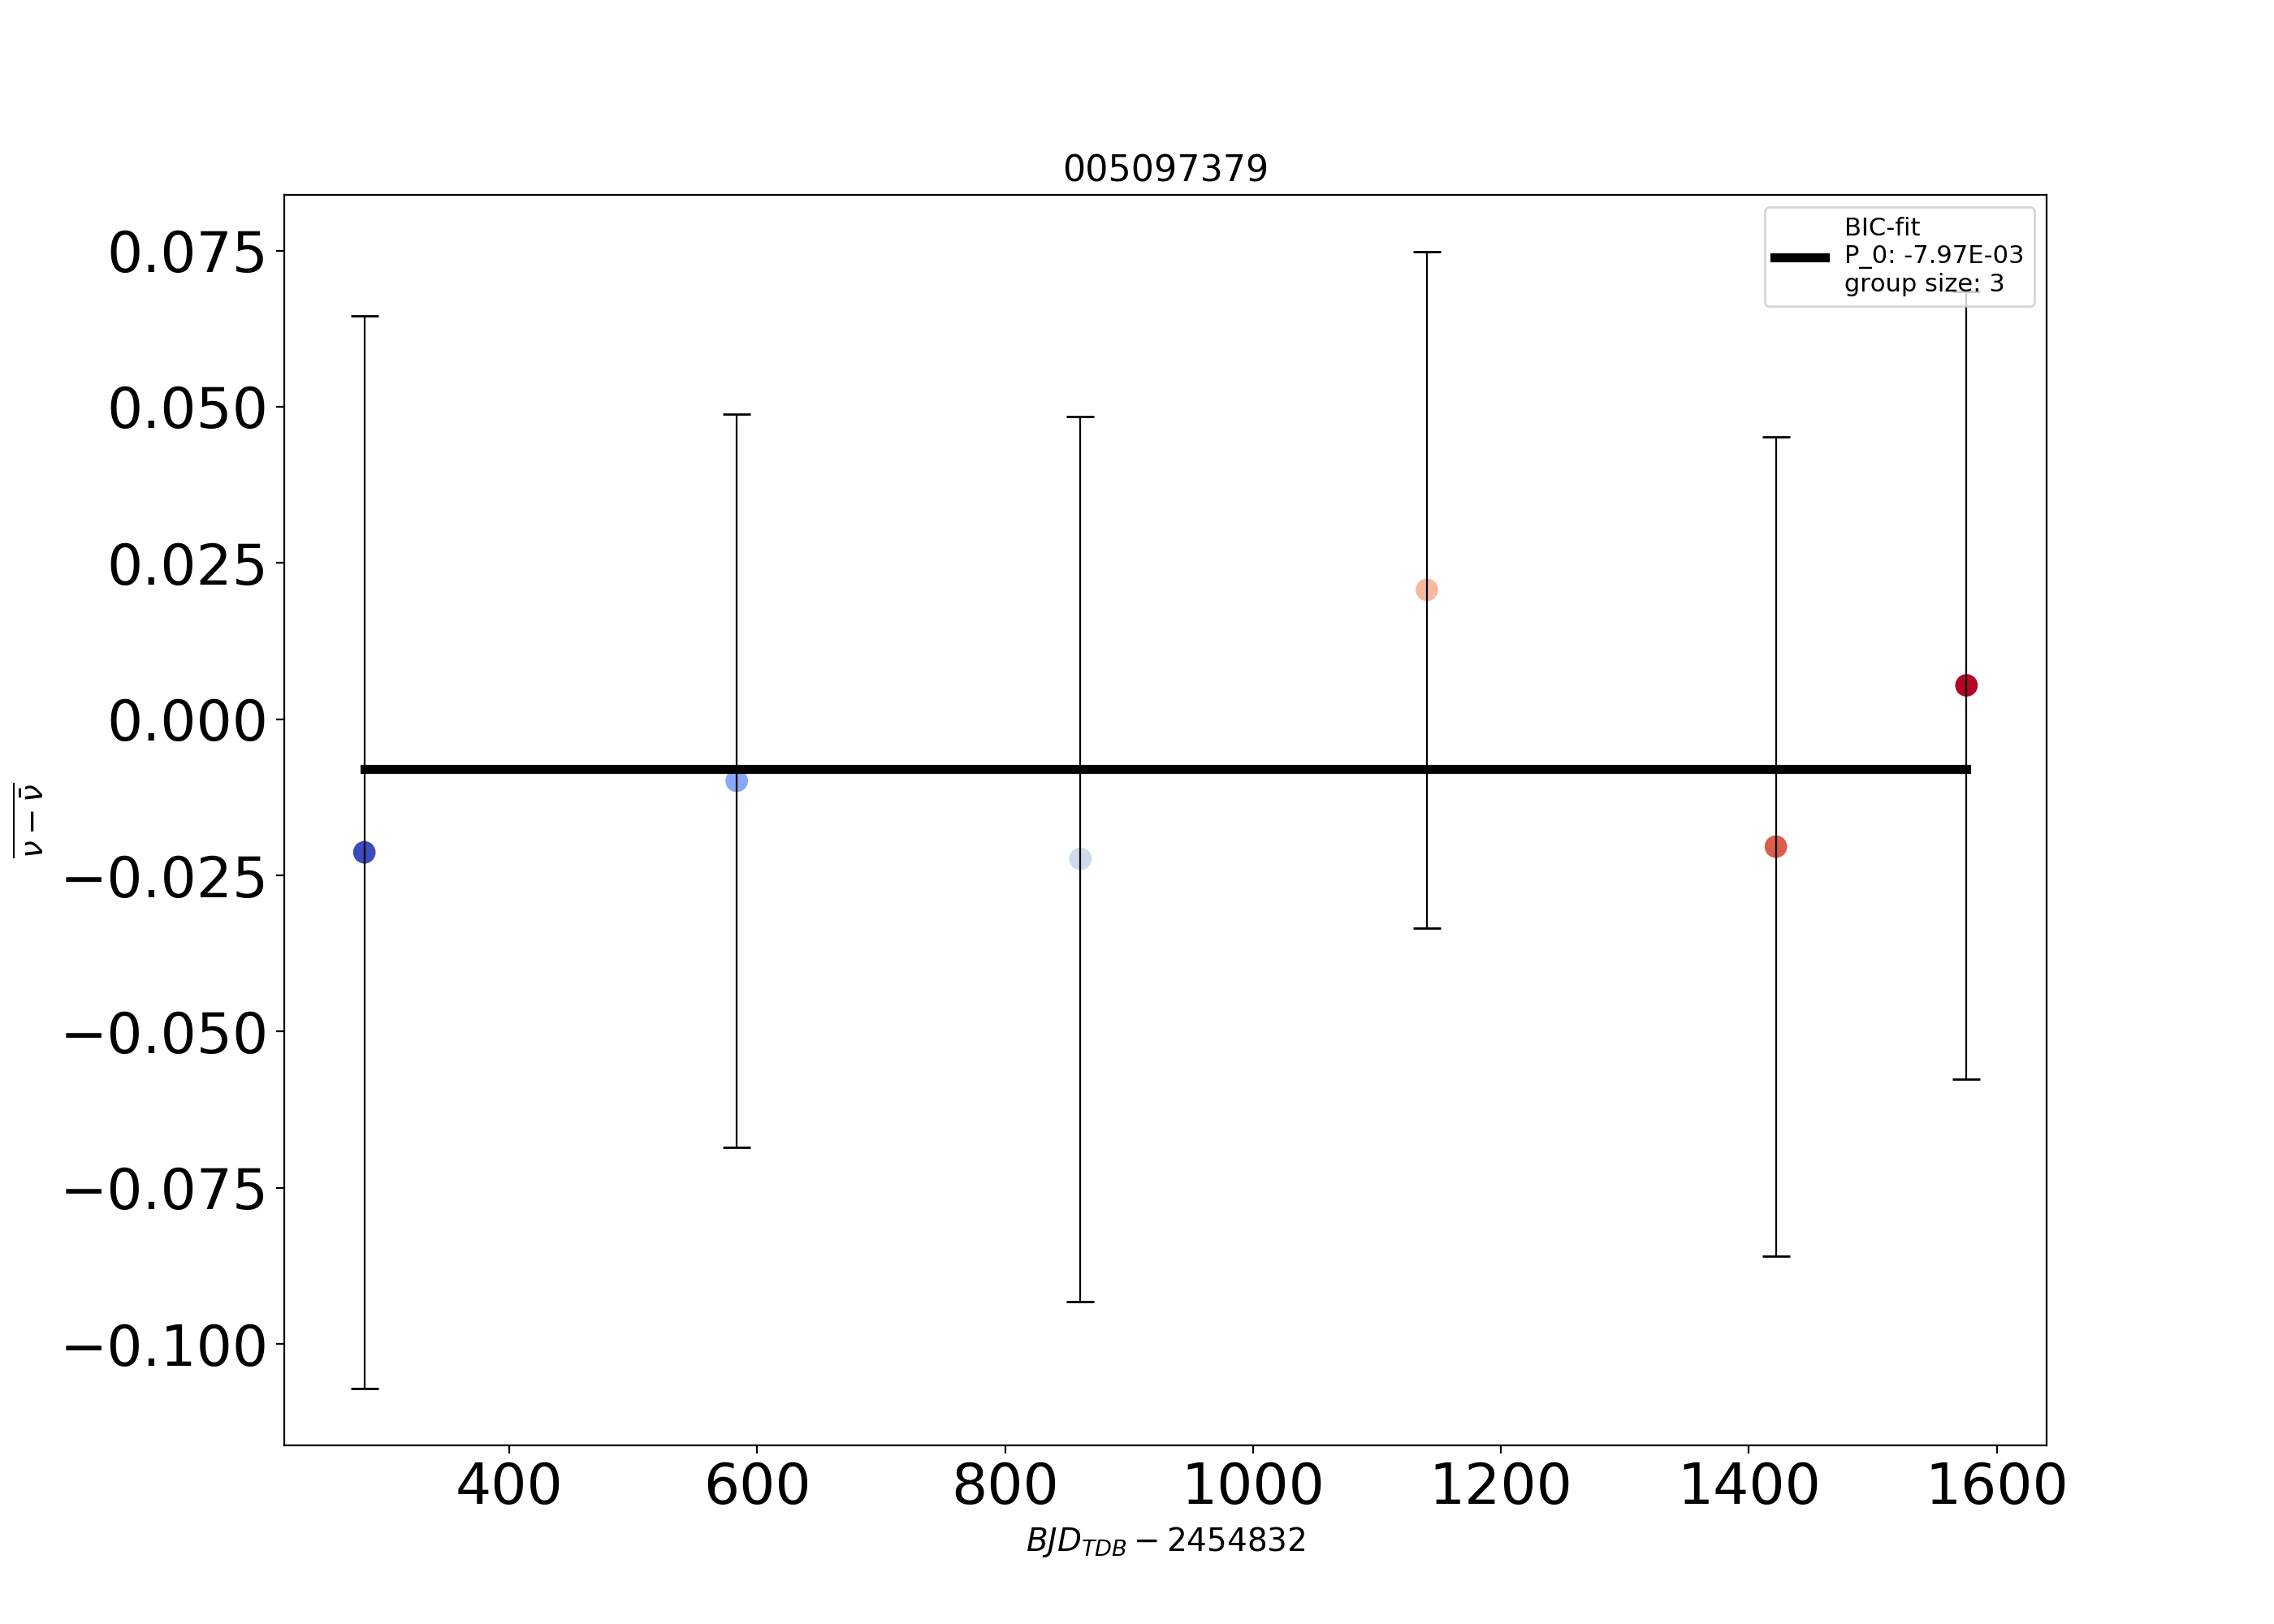 005097379
BIC-fit
P_0: -7.97E-03
group size: 3
0.075
0.050
0.025
0.000
−0.025
−0.050
−0.075
−0.100
ν − ν̄
400 600 800 1000 1200 1400 1600
BJD_TDB − 2454832